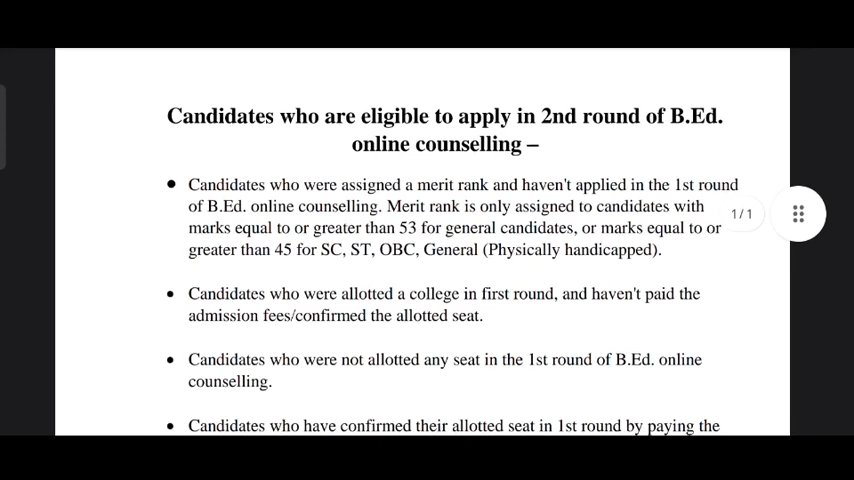 Candidates who are eligible to apply in 2nd round of B.Ed.
online counselling –
• Candidates who were assigned a merit rank and haven't applied in the 1st round
of B.Ed. online counselling. Merit rank is only assigned to candidates with
marks equal to or greater than 53 for general candidates, or marks equal to or
greater than 45 for SC, ST, OBC, General (Physically handicapped).
• Candidates who were allotted a college in first round, and haven't paid the
admission fees/confirmed the allotted seat.
• Candidates who were not allotted any seat in the 1st round of B.Ed. online
counselling.
• Candidates who have confirmed their allotted seat in 1st round by paying the
1/1